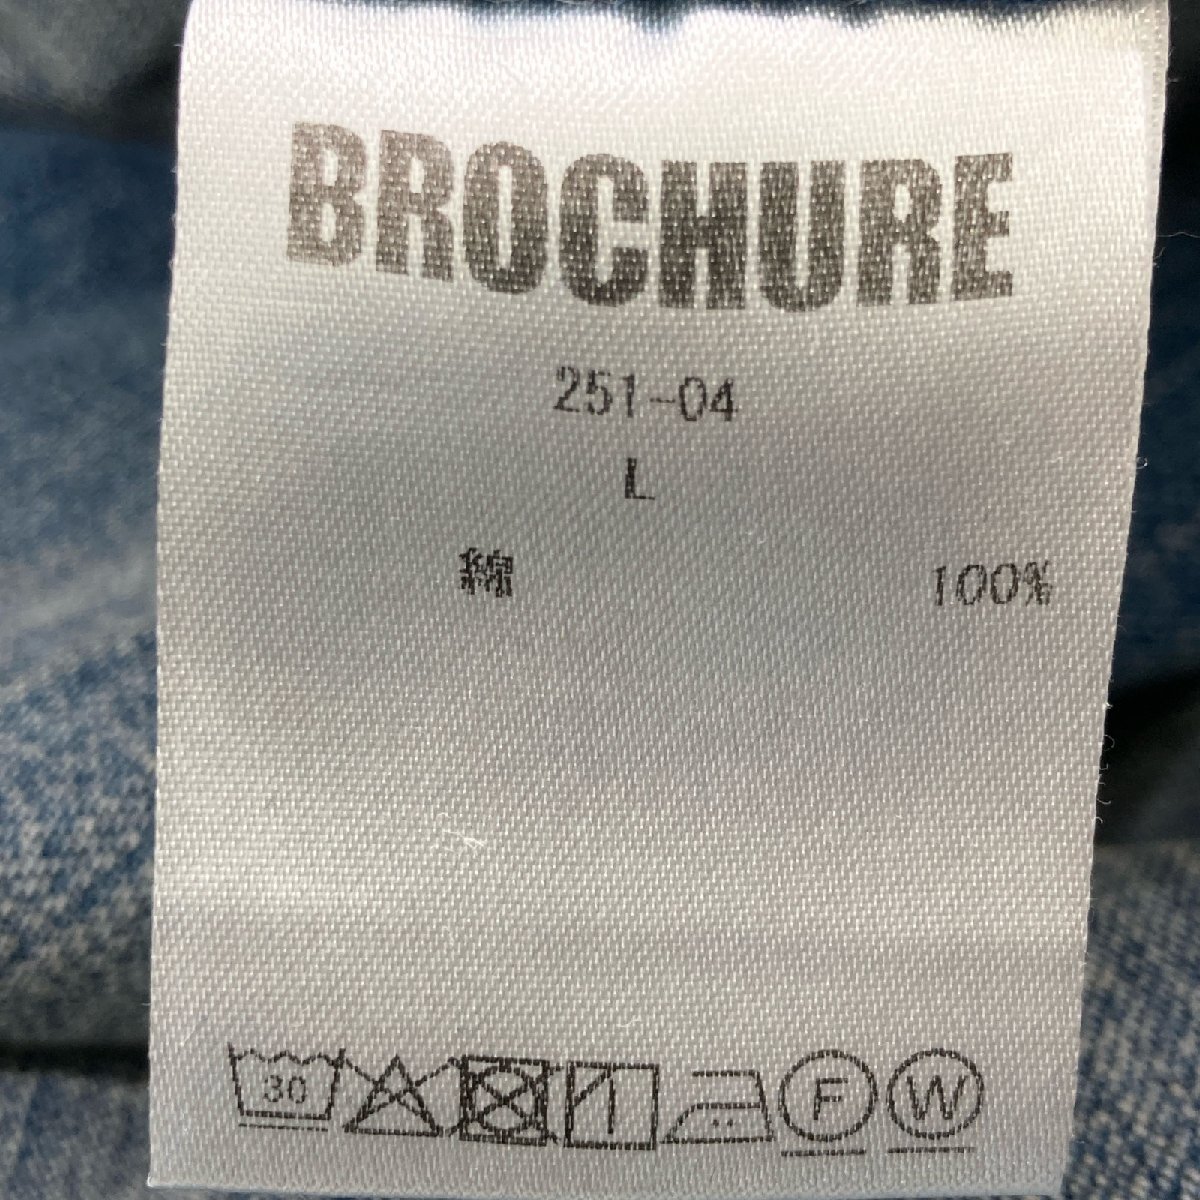 BROCHURE
251-04
L
綿 100%
30 F W